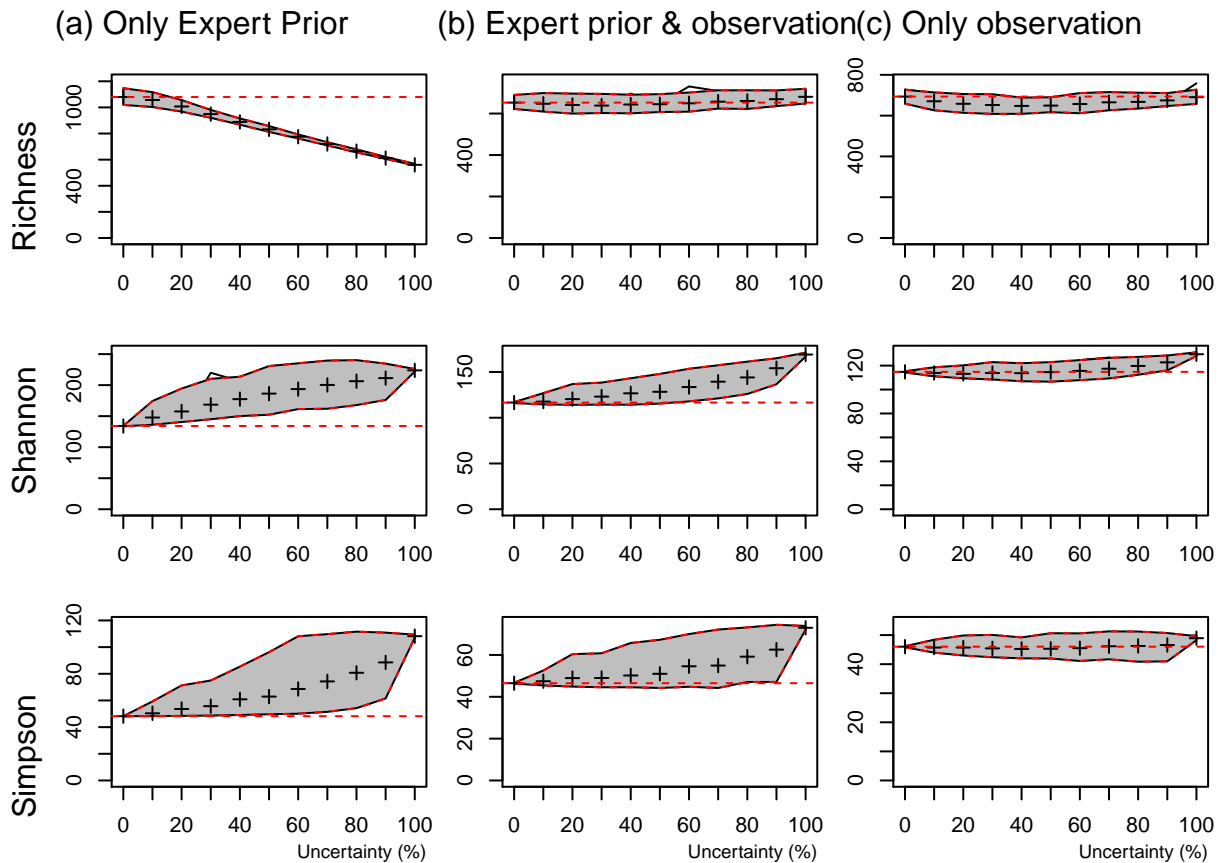 (a) Only Expert Prior
(b) Expert prior & observation
(c) Only observation
Richness
0 400 1000
0 20 40 60 80 100
0 400
0 20 40 60 80 100
0 400 800
0 20 40 60 80 100
Shannon
0 100 200
0 20 40 60 80 100
0 50 150
0 20 40 60 80 100
0 40 80 120
0 20 40 60 80 100
Simpson
0 40 80 120
0 20 40 60 80 100
Uncertainty (%)
0 20 40 60
0 20 40 60 80 100
Uncertainty (%)
0 20 40
0 20 40 60 80 100
Uncertainty (%)